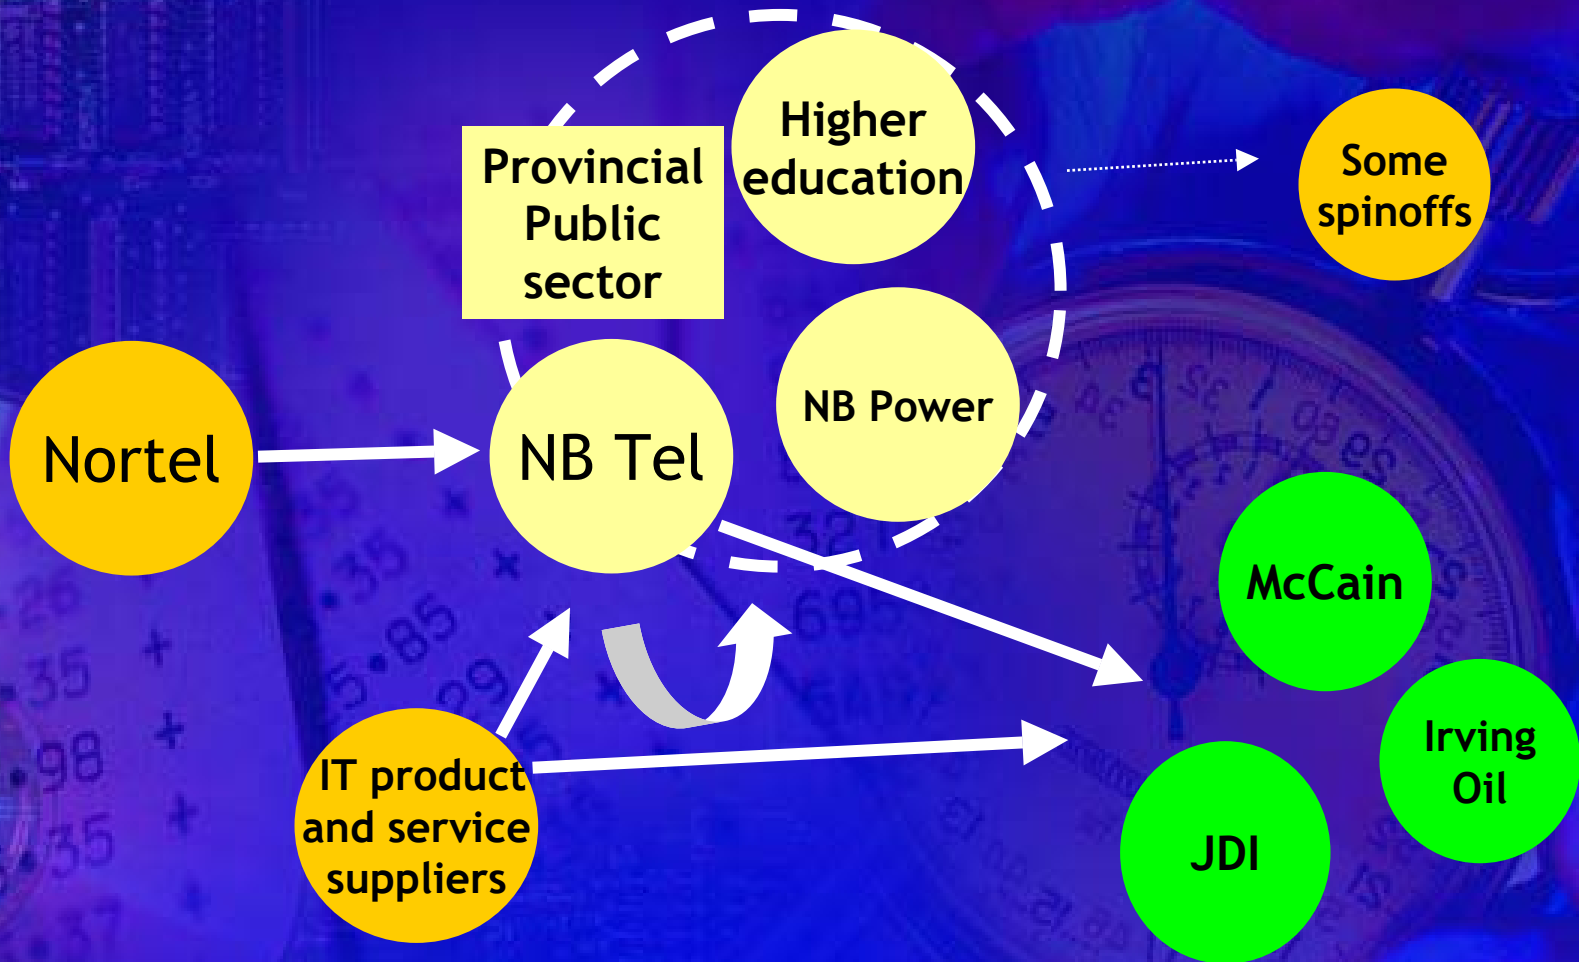 Higher
education
Provincial
Public
sector
Some
spinoffs
Nortel
NB Tel
NB Power
McCain
Irving
Oil
IT product
and service
suppliers
JDI